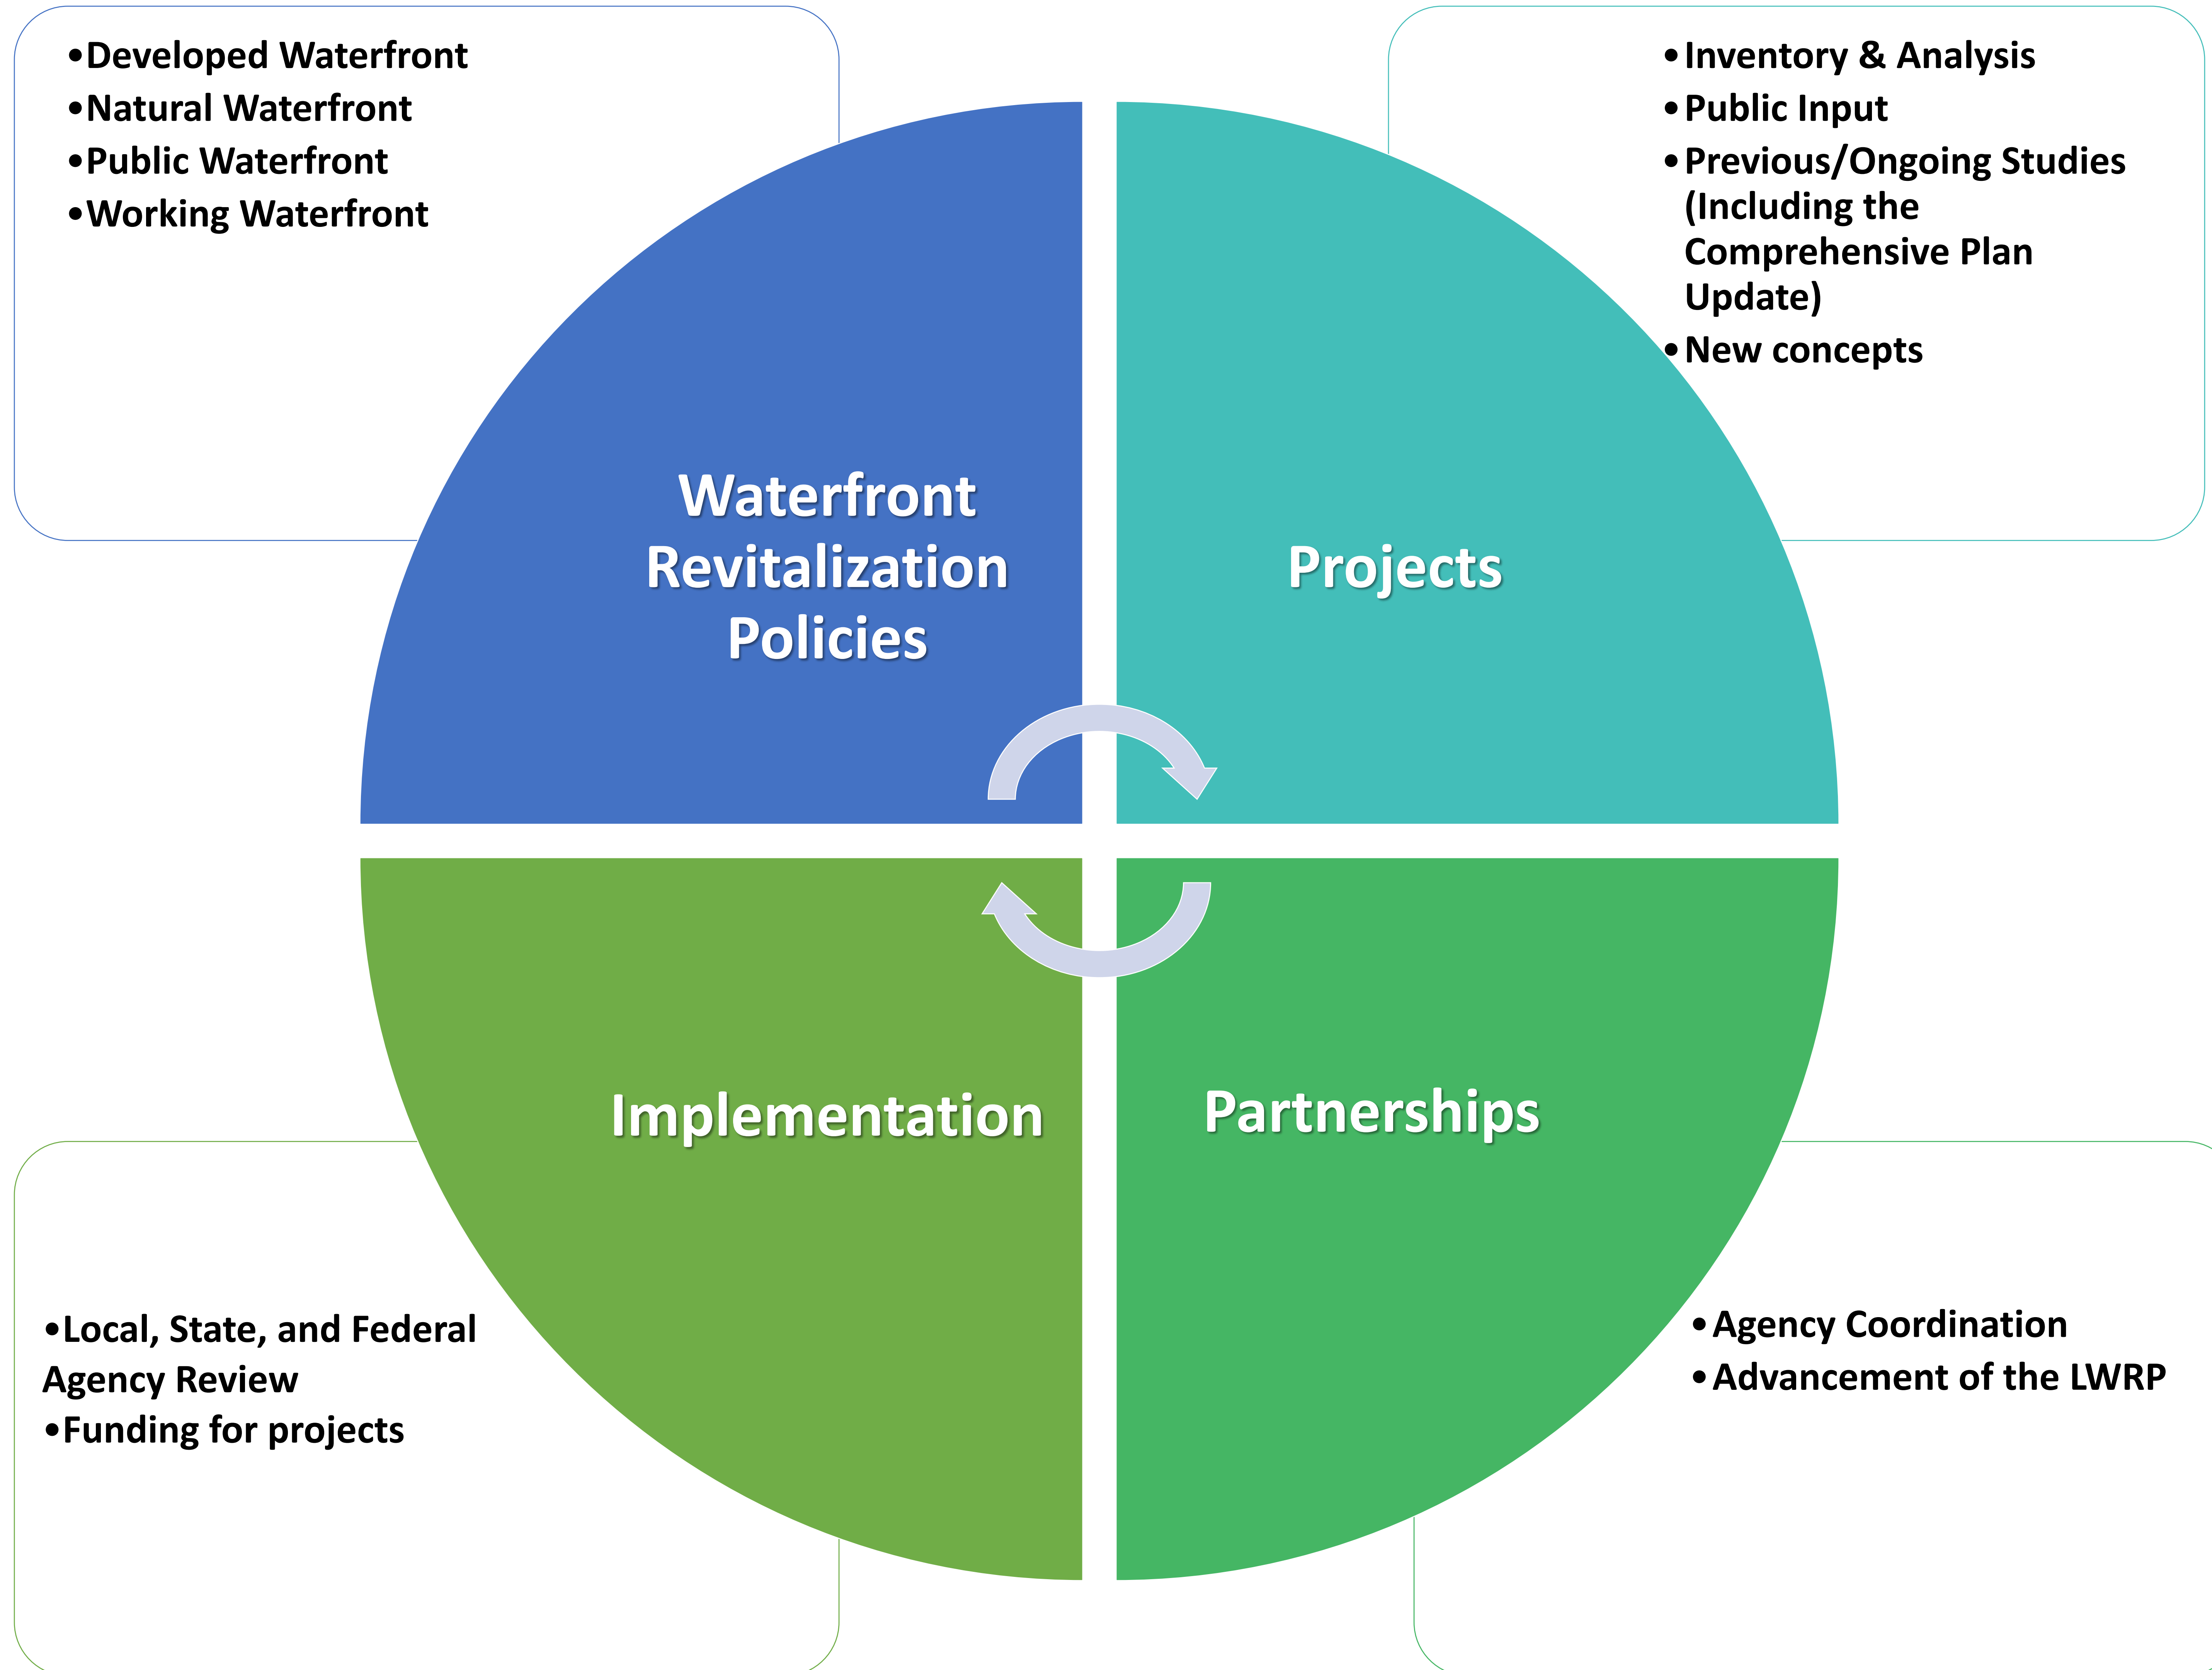 •Developed Waterfront
•Natural Waterfront
•Public Waterfront
•Working Waterfront
•Inventory & Analysis
•Public Input
•Previous/Ongoing Studies
(Including the
Comprehensive Plan
Update)
•New concepts
Waterfront
Revitalization
Policies
Projects
Implementation
Partnerships
•Local, State, and Federal
Agency Review
•Funding for projects
•Agency Coordination
•Advancement of the LWRP